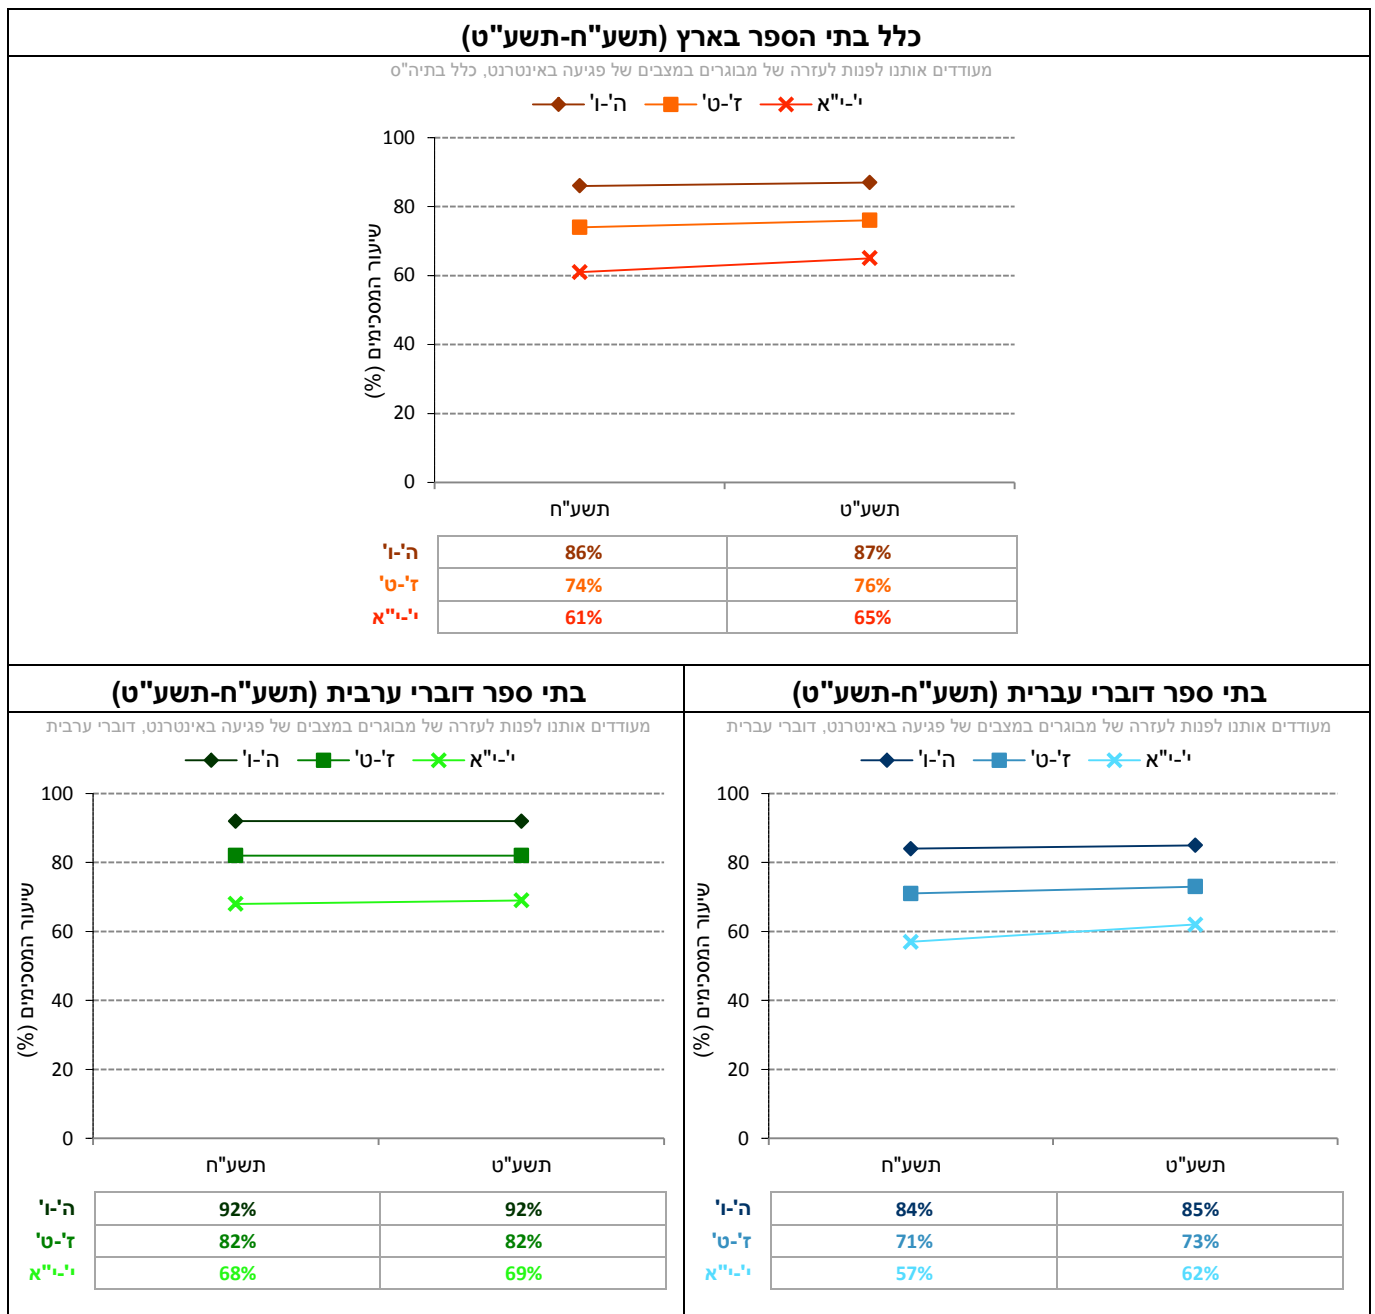 כלל בתי הספר בארץ (תשע"ח-תשע"ט)
מעודדים אותנו לפנות לעזרה של מבוגרים במצבים של פגיעה באינטרנט, כלל בתיה"ס
ה'-ו' ז'-ט' י'-י"א
100
80
60
40
20
0
שיעור המסכימים (%)
תשע"ח תשע"ט
ה'-ו' 86% 87%
ז'-ט' 74% 76%
י'-י"א 61% 65%
בתי ספר דוברי עברית (תשע"ח-תשע"ט)
מעודדים אותנו לפנות לעזרה של מבוגרים במצבים של פגיעה באינטרנט, דוברי עברית
ה'-ו' ז'-ט' י'-י"א
100
80
60
40
20
0
שיעור המסכימים (%)
תשע"ח תשע"ט
ה'-ו' 84% 85%
ז'-ט' 71% 73%
י'-י"א 57% 62%
בתי ספר דוברי ערבית (תשע"ח-תשע"ט)
מעודדים אותנו לפנות לעזרה של מבוגרים במצבים של פגיעה באינטרנט, דוברי ערבית
ה'-ו' ז'-ט' י'-י"א
100
80
60
40
20
0
שיעור המסכימים (%)
תשע"ח תשע"ט
ה'-ו' 92% 92%
ז'-ט' 82% 82%
י'-י"א 68% 69%